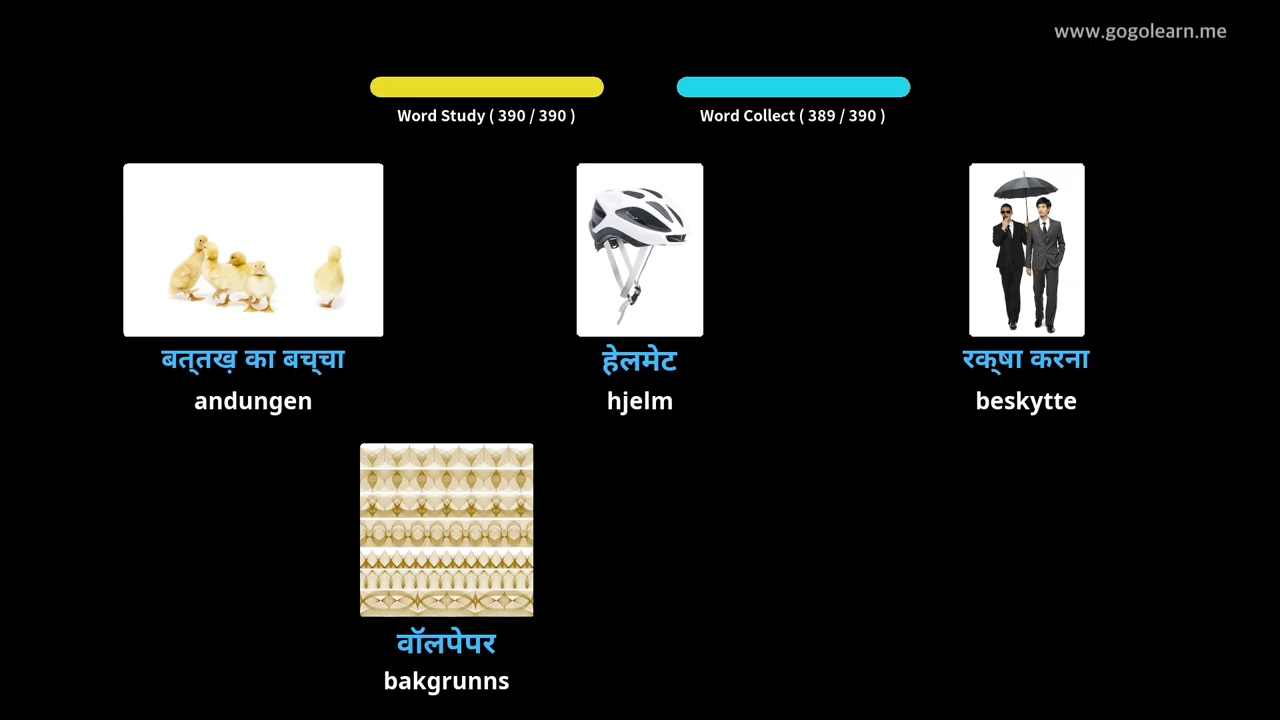 www.gogolearn.me
Word Study ( 390 / 390 )
Word Collect ( 389 / 390 )
बत्‌तख़ का बच्‌चा
हेलमेट
रक्‌षा करना
andungen
hjelm
beskytte
वॉलपेपर
bakgrunns